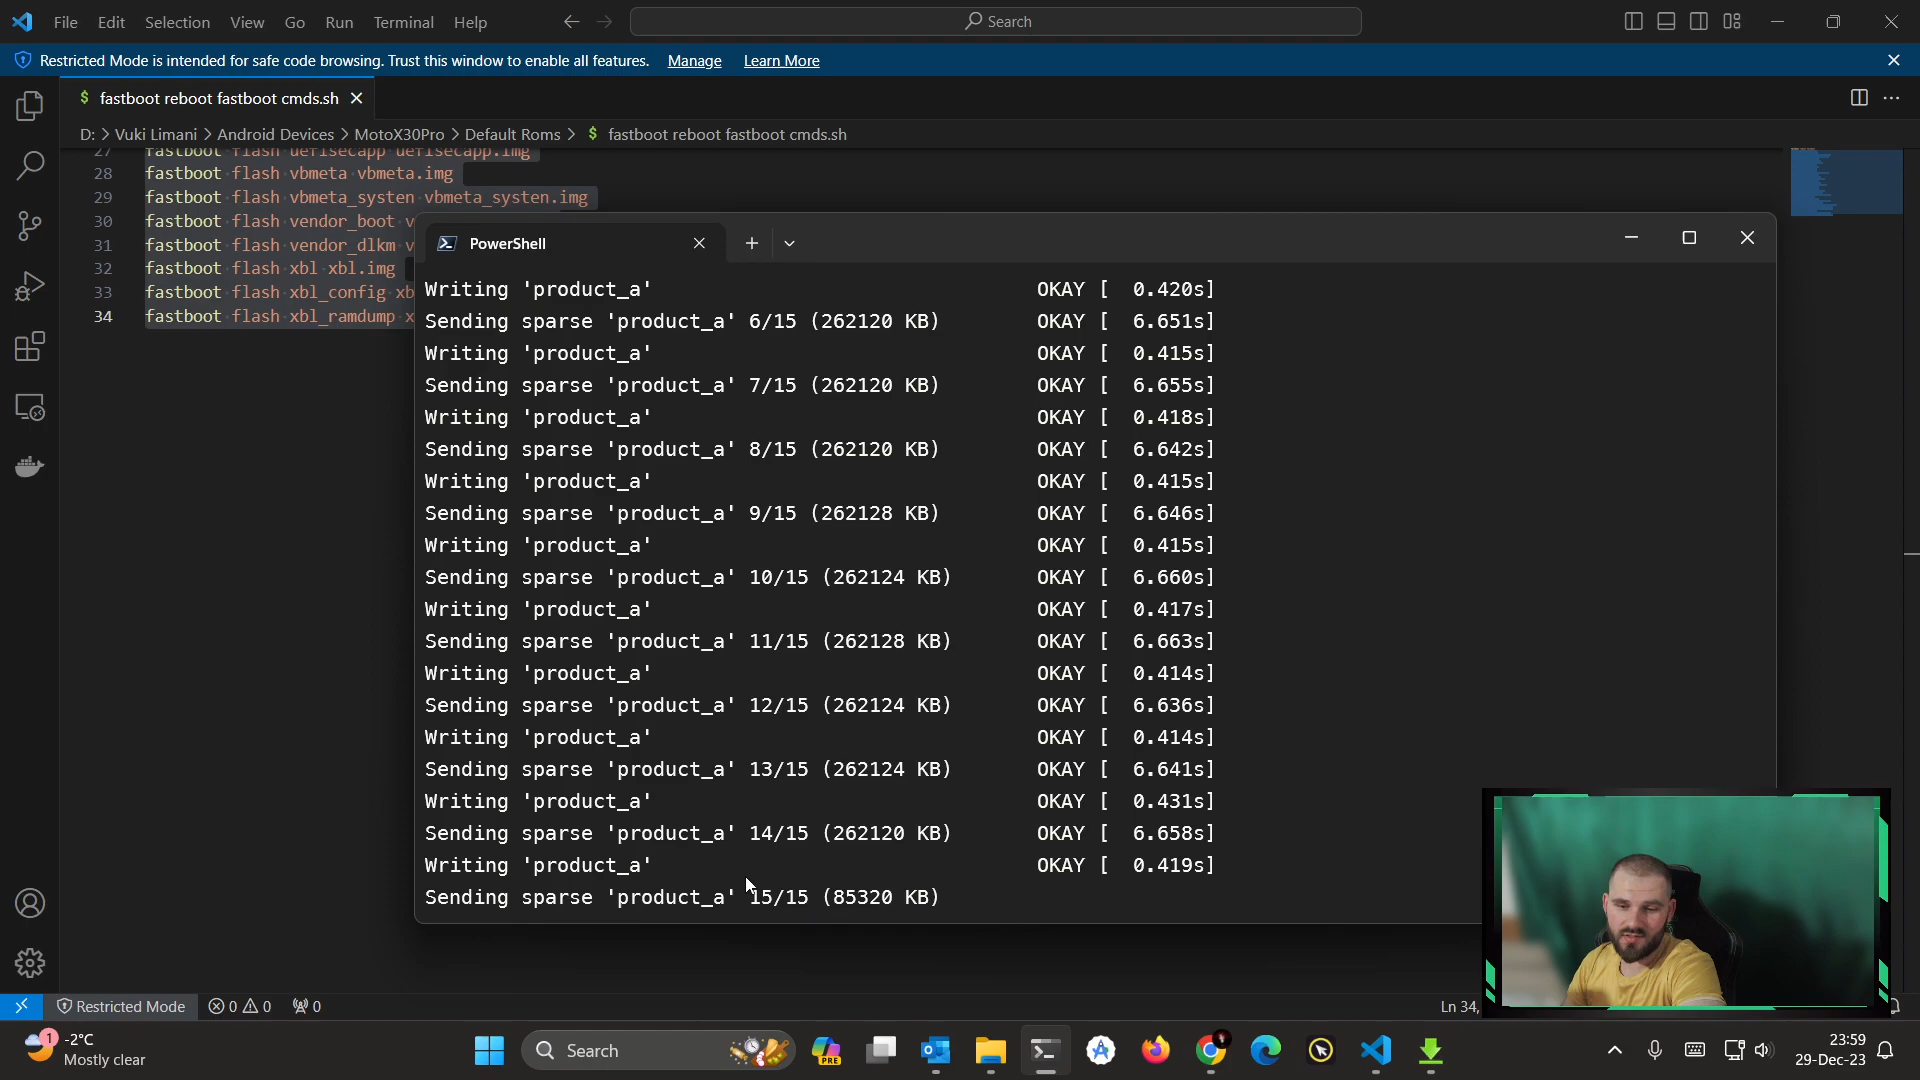 File Edit Selection View Go Run Terminal Help
Search
Restricted Mode is intended for safe code browsing. Trust this window to enable all features. Manage Learn More
$ fastboot reboot fastboot cmds.sh
D: > Vuki Limani > Android Devices > MotoX30Pro > Default Roms > $ fastboot reboot fastboot cmds.sh
27 fastboot flash uefisecapp uefisecapp.img
28 fastboot flash vbmeta vbmeta.img
29 fastboot flash vbmeta_systen vbmeta_systen.img
30 fastboot flash vendor_boot v
31 fastboot flash vendor_dlkm v
32 fastboot flash xbl xbl.img
33 fastboot flash xbl_config xb
34 fastboot flash xbl_ramdump x
PowerShell
Writing 'product_a' OKAY [ 0.420s]
Sending sparse 'product_a' 6/15 (262120 KB) OKAY [ 6.651s]
Writing 'product_a' OKAY [ 0.415s]
Sending sparse 'product_a' 7/15 (262120 KB) OKAY [ 6.655s]
Writing 'product_a' OKAY [ 0.418s]
Sending sparse 'product_a' 8/15 (262120 KB) OKAY [ 6.642s]
Writing 'product_a' OKAY [ 0.415s]
Sending sparse 'product_a' 9/15 (262128 KB) OKAY [ 6.646s]
Writing 'product_a' OKAY [ 0.415s]
Sending sparse 'product_a' 10/15 (262124 KB) OKAY [ 6.660s]
Writing 'product_a' OKAY [ 0.417s]
Sending sparse 'product_a' 11/15 (262128 KB) OKAY [ 6.663s]
Writing 'product_a' OKAY [ 0.414s]
Sending sparse 'product_a' 12/15 (262124 KB) OKAY [ 6.636s]
Writing 'product_a' OKAY [ 0.414s]
Sending sparse 'product_a' 13/15 (262124 KB) OKAY [ 6.641s]
Writing 'product_a' OKAY [ 0.431s]
Sending sparse 'product_a' 14/15 (262120 KB) OKAY [ 6.658s]
Writing 'product_a' OKAY [ 0.419s]
Sending sparse 'product_a' 15/15 (85320 KB)
Restricted Mode 0 0 0 Ln 34,
1 -2°C
Mostly clear
Search
PRE
23:59
29-Dec-23